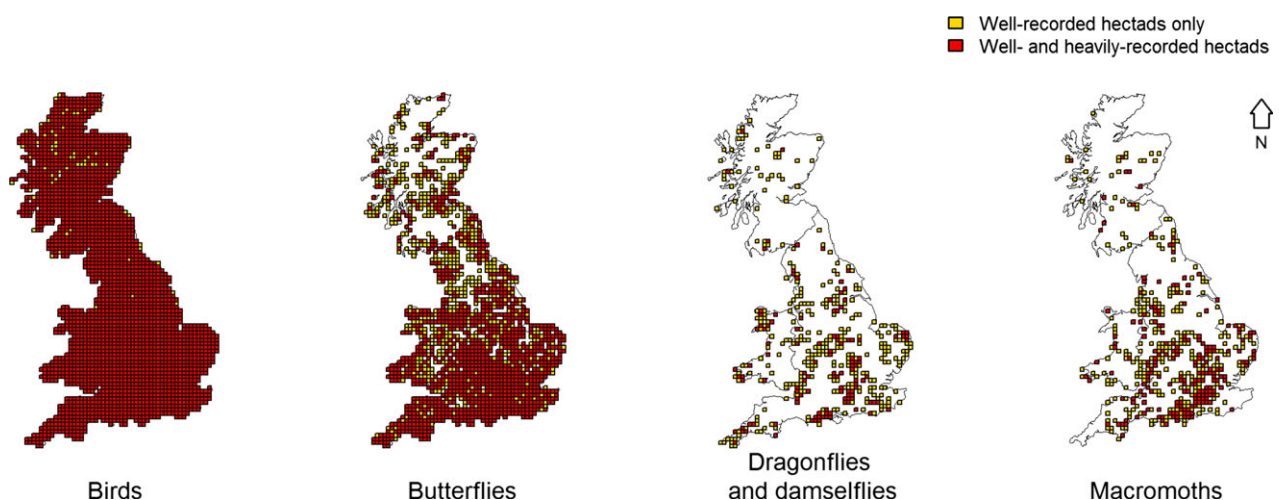 Well-recorded hectads only
Well- and heavily-recorded hectads
N
Birds
Butterflies
Dragonflies
and damselflies
Macromoths